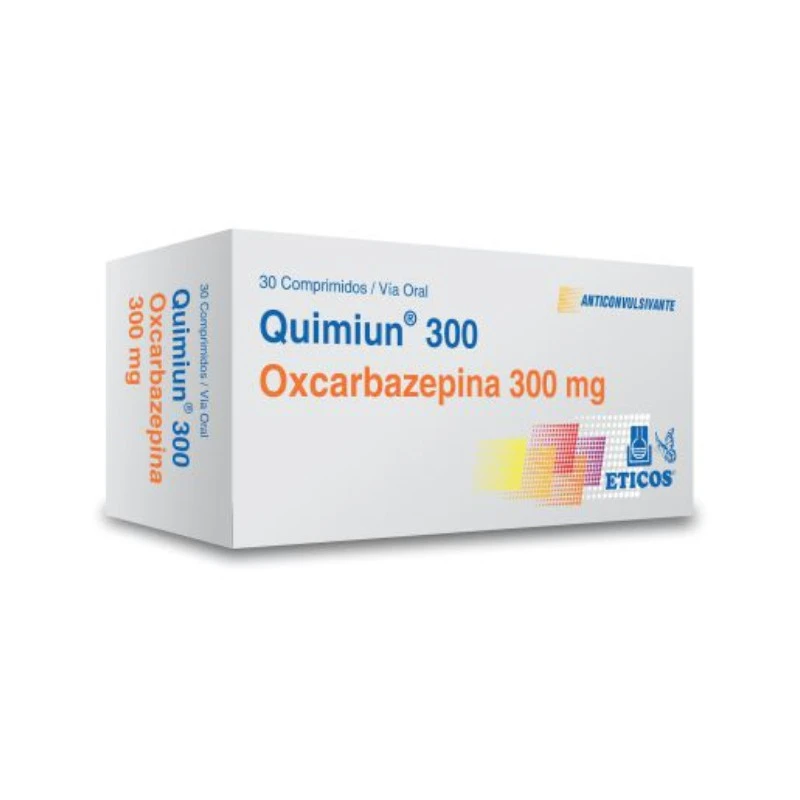 30 Comprimidos / Vía Oral
Quimiun® 300
Oxcarbazepina 300 mg
ANTICONVULSIVANTE
ETICOS
30 Comprimidos / Vía Oral
Quimiun® 300
Oxcarbazepina
300 mg